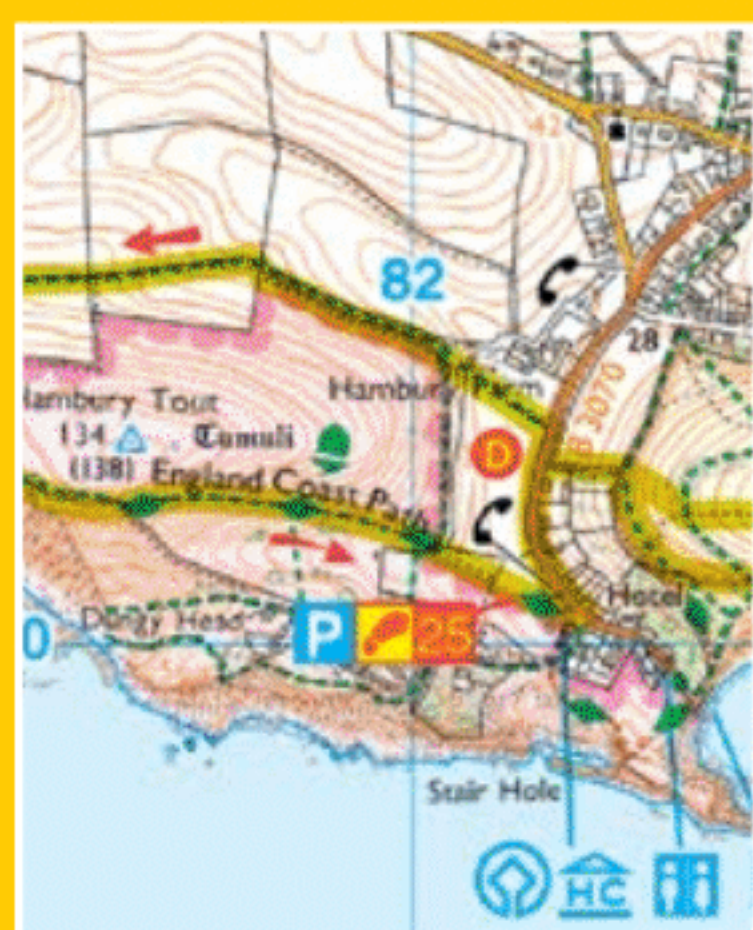 42
82
28
B 3070
Hambury Tout
Hambury Farm
134
Tumuli
(138)
England Coast Path
D
Dungy Head
Hotel
0
P
25
Stair Hole
HC